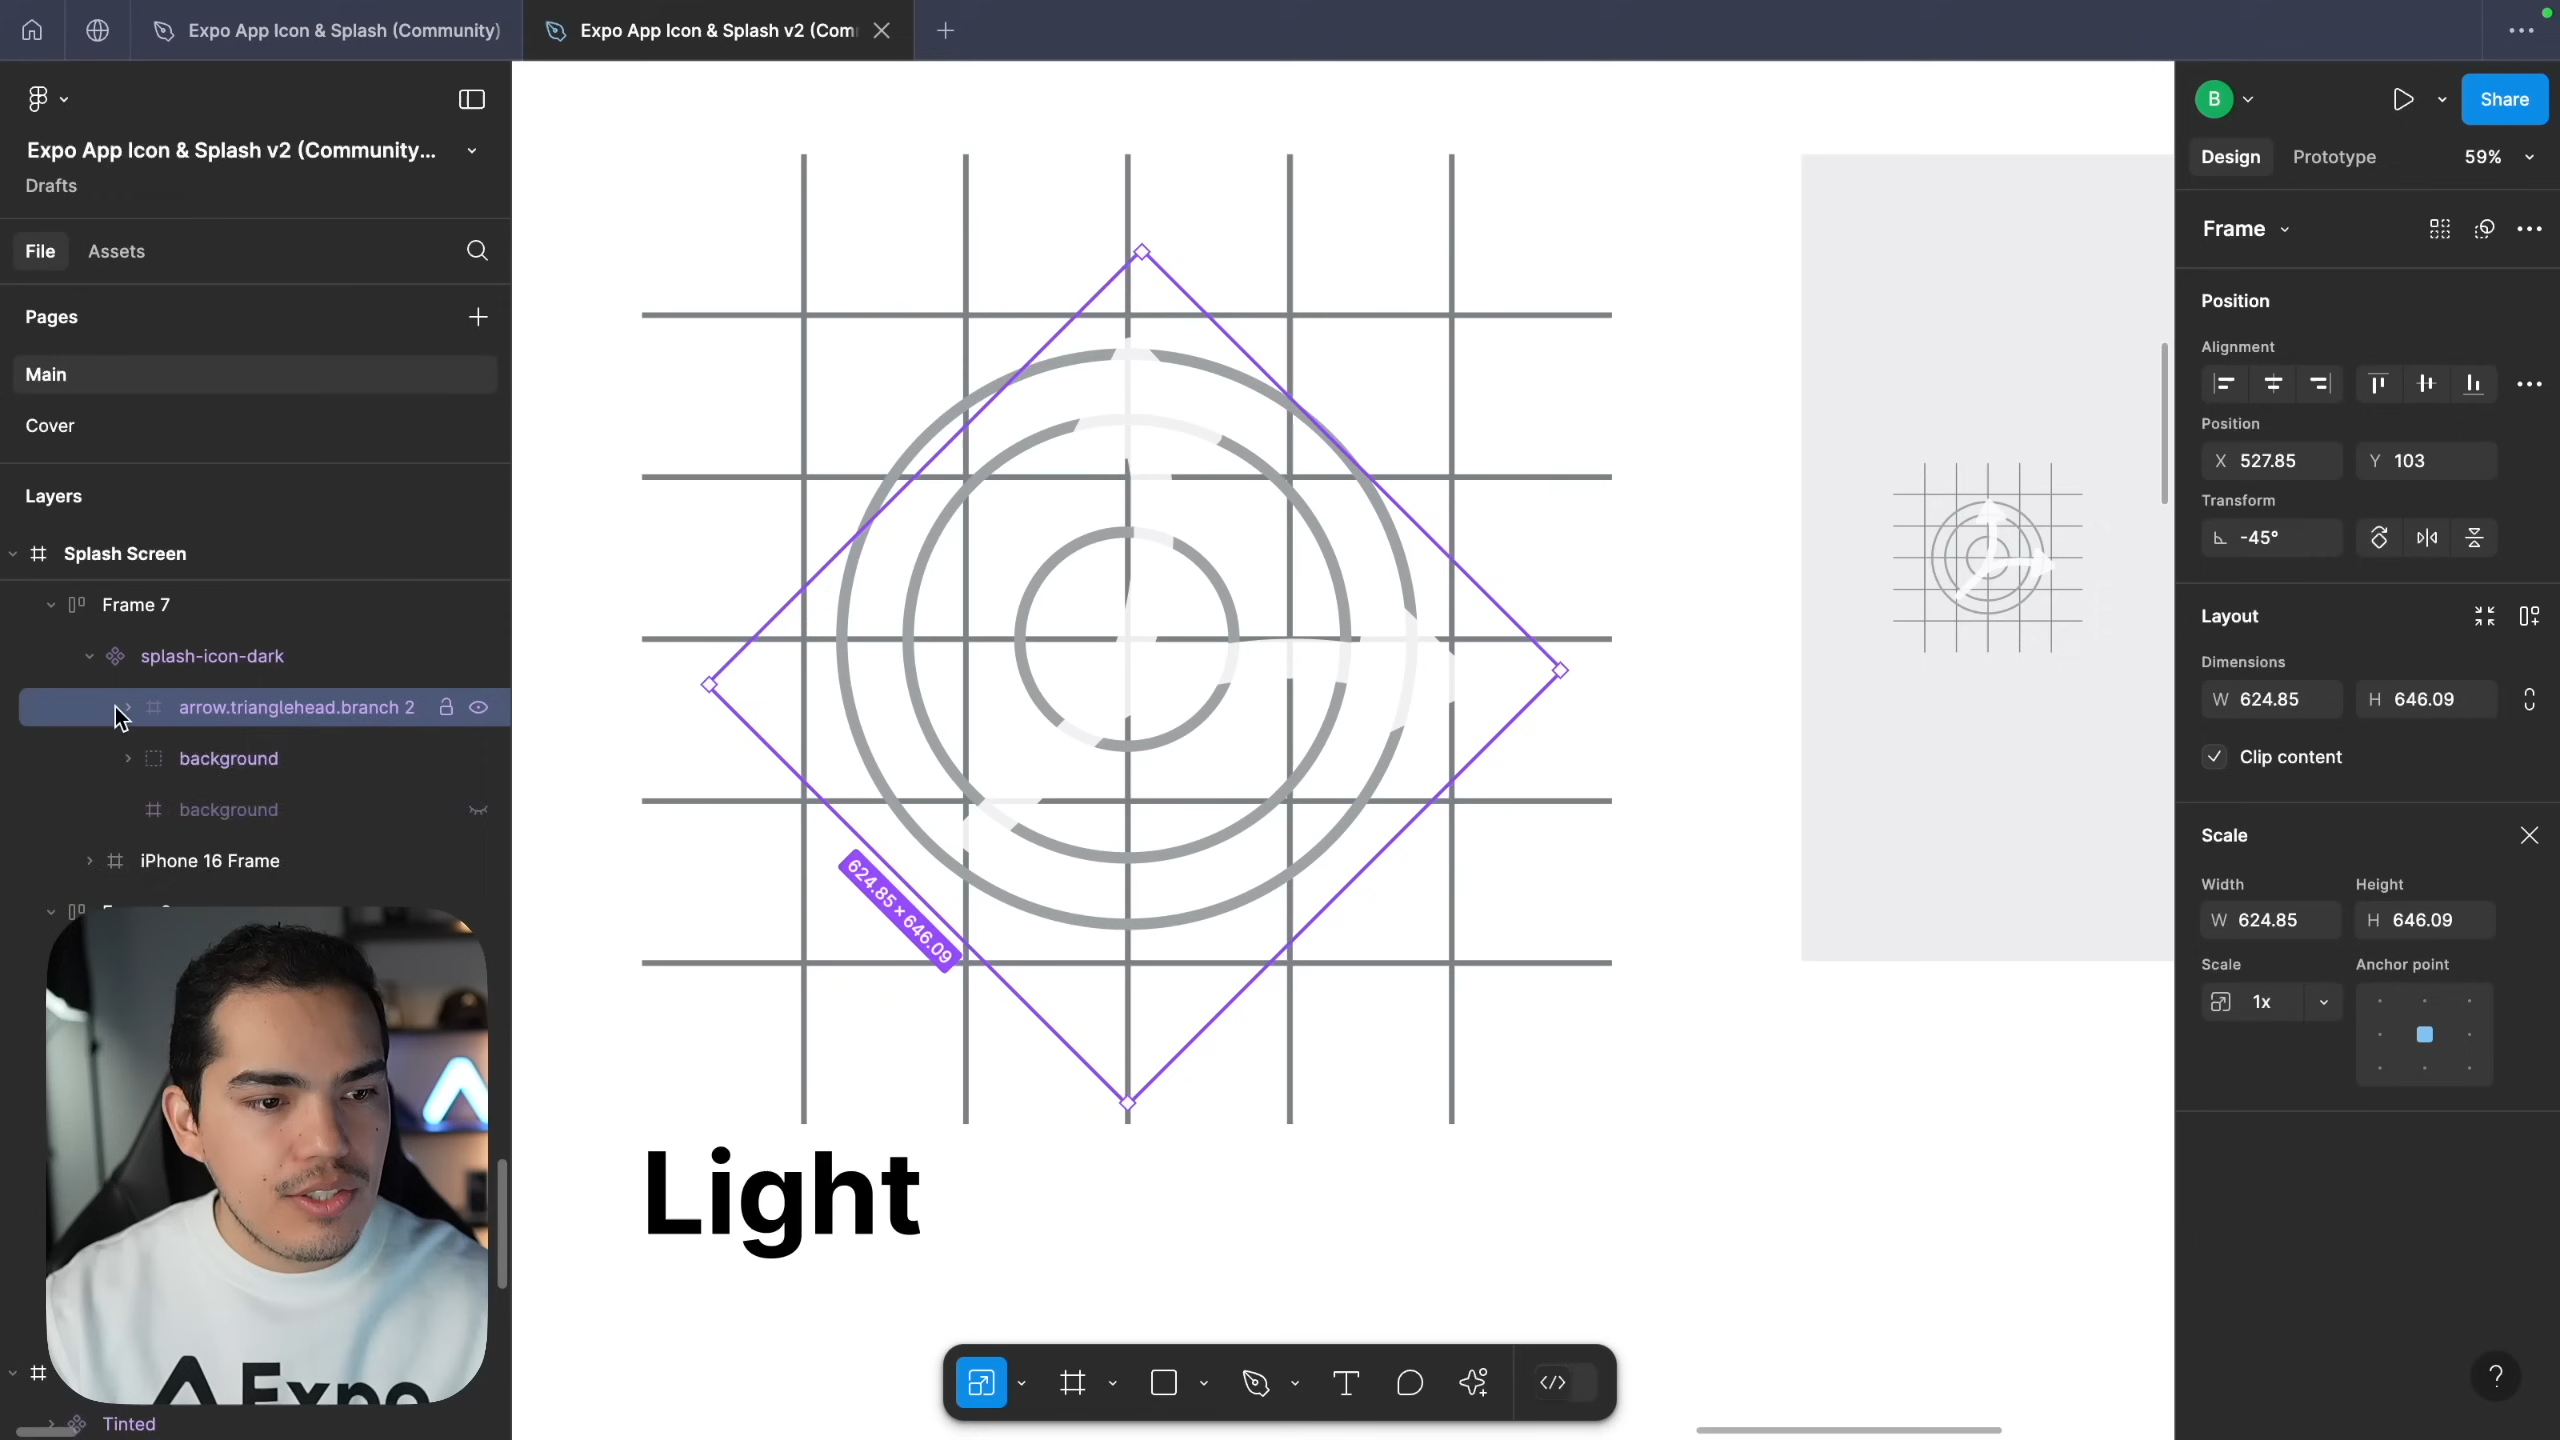 Expo App Icon & Splash (Community)
Expo App Icon & Splash v2 (Com
Expo App Icon & Splash v2 (Community...
Drafts
File
Assets
Pages
Main
Cover
Layers
Splash Screen
Frame 7
splash-icon-dark
arrow.trianglehead.branch 2
background
background
iPhone 16 Frame
Expo
Tinted
624.85 × 646.09
Light
B
Share
Design
Prototype
59%
Frame
Position
Alignment
Position
X 527.85
Y 103
Transform
-45°
Layout
Dimensions
W 624.85
H 646.09
Clip content
Scale
Width
Height
W 624.85
H 646.09
Scale
Anchor point
1x
?